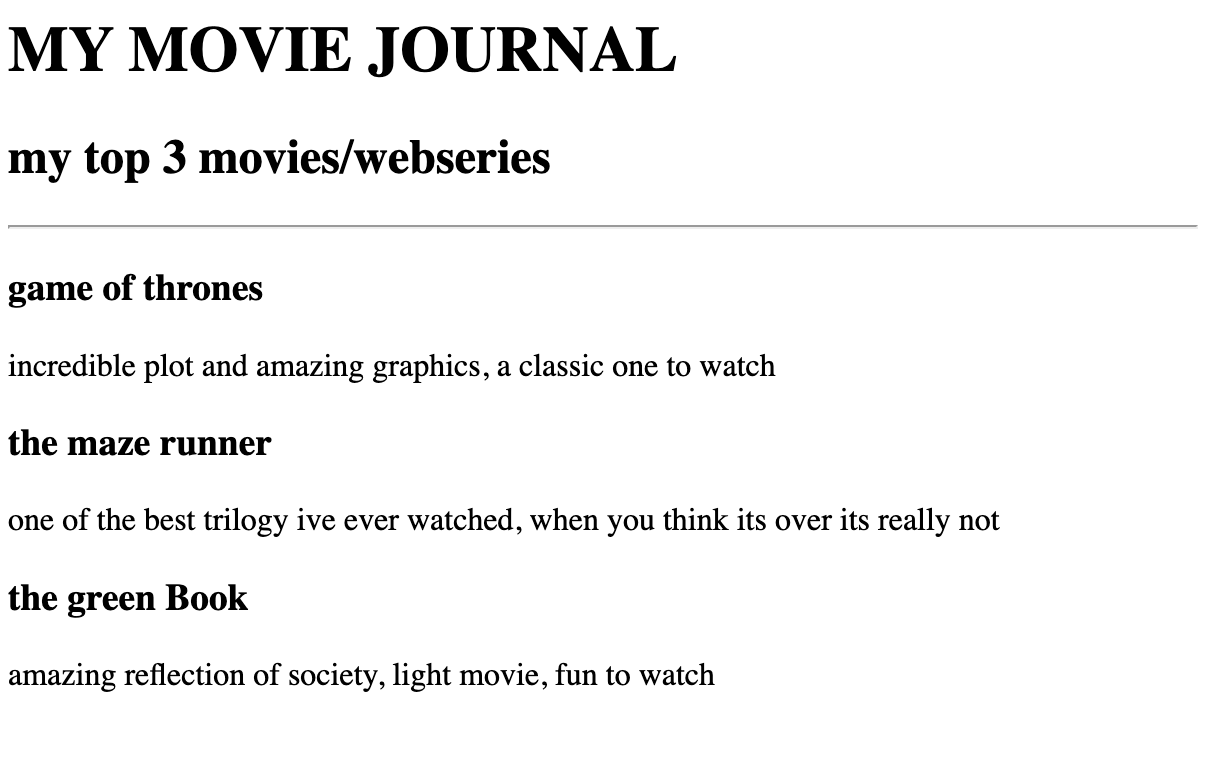 MY MOVIE JOURNAL
my top 3 movies/webseries
game of thrones
incredible plot and amazing graphics, a classic one to watch
the maze runner
one of the best trilogy ive ever watched, when you think its over its really not
the green Book
amazing reflection of society, light movie, fun to watch